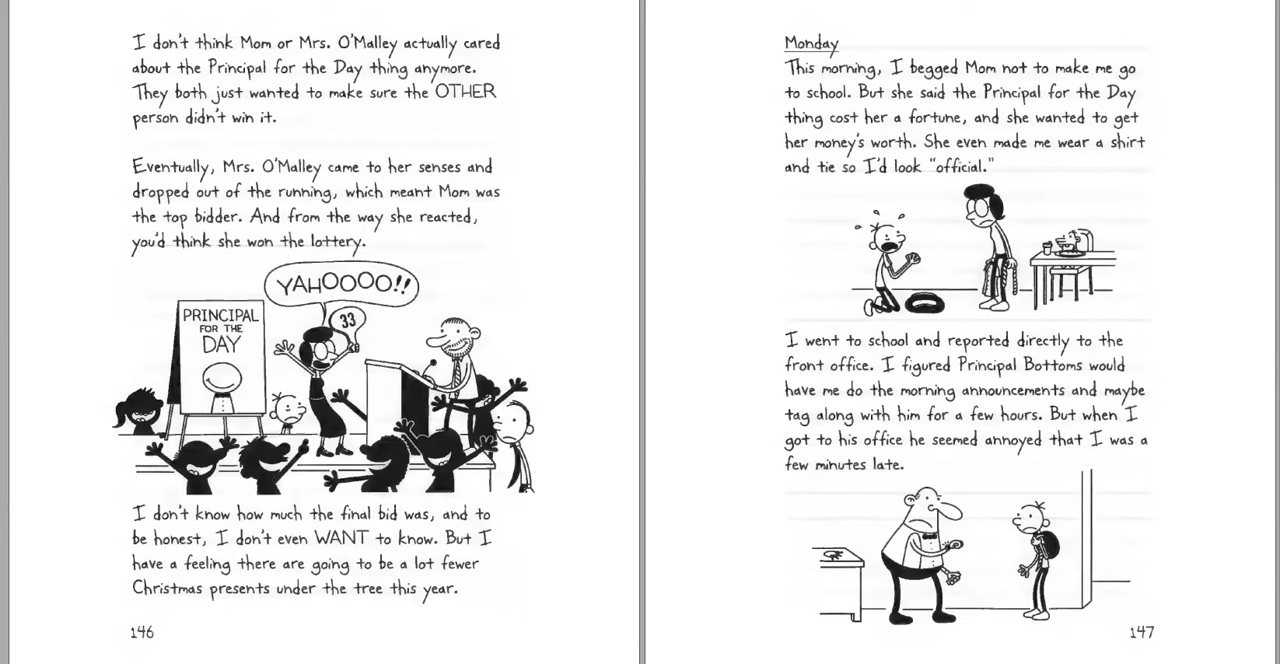 I don't think Mom or Mrs. O'Malley actually cared
about the Principal for the Day thing anymore.
They both just wanted to make sure the OTHER
person didn't win it.
Eventually, Mrs. O'Malley came to her senses and
dropped out of the running, which meant Mom was
the top bidder. And from the way she reacted,
you'd think she won the lottery.
YAHOOOO!!
33
PRINCIPAL
FOR THE
DAY
I don't know how much the final bid was, and to
be honest, I don't even WANT to know. But I
have a feeling there are going to be a lot fewer
Christmas presents under the tree this year.
146
Monday
This morning, I begged Mom not to make me go
to school. But she said the Principal for the Day
thing cost her a fortune, and she wanted to get
her money's worth. She even made me wear a shirt
and tie so I'd look "official."
I went to school and reported directly to the
front office. I figured Principal Bottoms would
have me do the morning announcements and maybe
tag along with him for a few hours. But when I
got to his office he seemed annoyed that I was a
few minutes late.
147